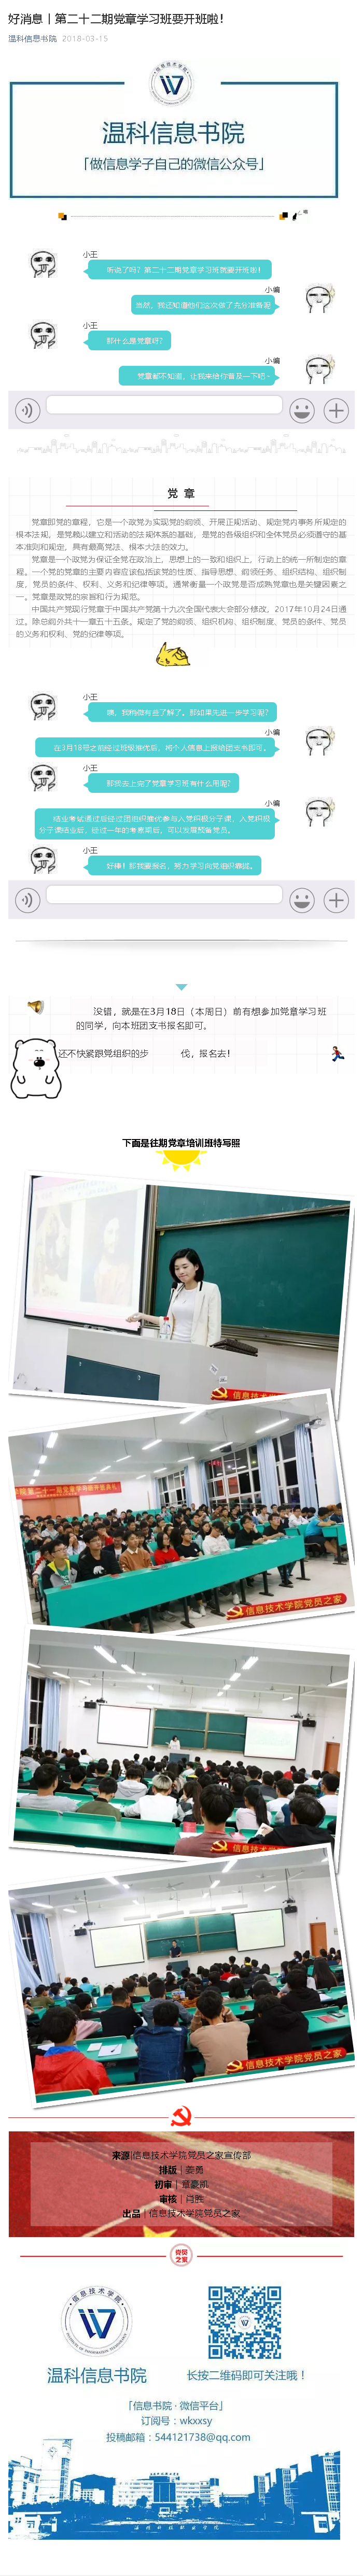 好消息丨第二十二期党章学习班要开班啦！
温科信息书院 2018-03-15
温科信息书院
「做信息学子自己的微信公众号」
小王
听说了吗？第二十二期党章学习班就要开班啦！
小编
当然，我还知道他们这次做了充分准备呢
小王
那什么是党章呀？
小编
党章都不知道，让我来给你普及一下吧~
党 章
党章即党的章程，它是一个政党为实现党的纲领、开展正规活动、规定党内事务所规定的
根本法规，是党赖以建立和活动的法规体系的基础，是党的各级组织和全体党员必须遵守的基
本准则和规定，具有最高党法、根本大法的效力。
党章是一个政党为保证全党在政治上，思想上的一致和组织上，行动上的统一所制定的章
程。一个党的党章的主要内容应该包括该党的性质、指导思想、纲领任务、组织结构、组织制
度，党员的条件、权利、义务和纪律等项。通常衡量一个政党是否成熟党章也是关键因素之
一。党章是政党的宗旨和行为规范。
中国共产党现行党章于中国共产党第十九次全国代表大会部分修改，2017年10月24日通
过。除总纲外共十一章五十五条。规定了党的纲领、组织机构、组织制度、党员的条件、党员
的义务和权利、党的纪律等项。
小王
噢，我稍微有些了解了，那如果先进一步学习呢？
小编
在3月18号之前经过班级推优后，将个人信息上报给团支书即可。
小王
那我去上完了党章学习班有什么用呢？
小编
结业考试通过后经过团组织推优参与入党积极分子课，入党积极
分子课结业后，经过一年的考察期后，可以发展预备党员。
小王
好棒！那我要报名，努力学习向党组织靠拢。
没错，就是在3月18日（本周日）前有想参加党章学习班
的同学，向本班团支书报名即可。
还不快紧跟党组织的步 伐，报名去！
下面是往期党章培训班特写照
信息技术学院党员之家
信息技术学院党员之家
信息技术学院党员之家
来源|信息技术学院党员之家宣传部
排版｜姜勇
初审｜章豪凯
审核｜肖胜
出品｜信息技术学院党员之家
党员
之家
信息技术学院
温科信息书院
长按二维码即可关注哦！
「信息书院 · 微信平台」
订阅号：wkxxsy
投稿邮箱：544121738@qq.com